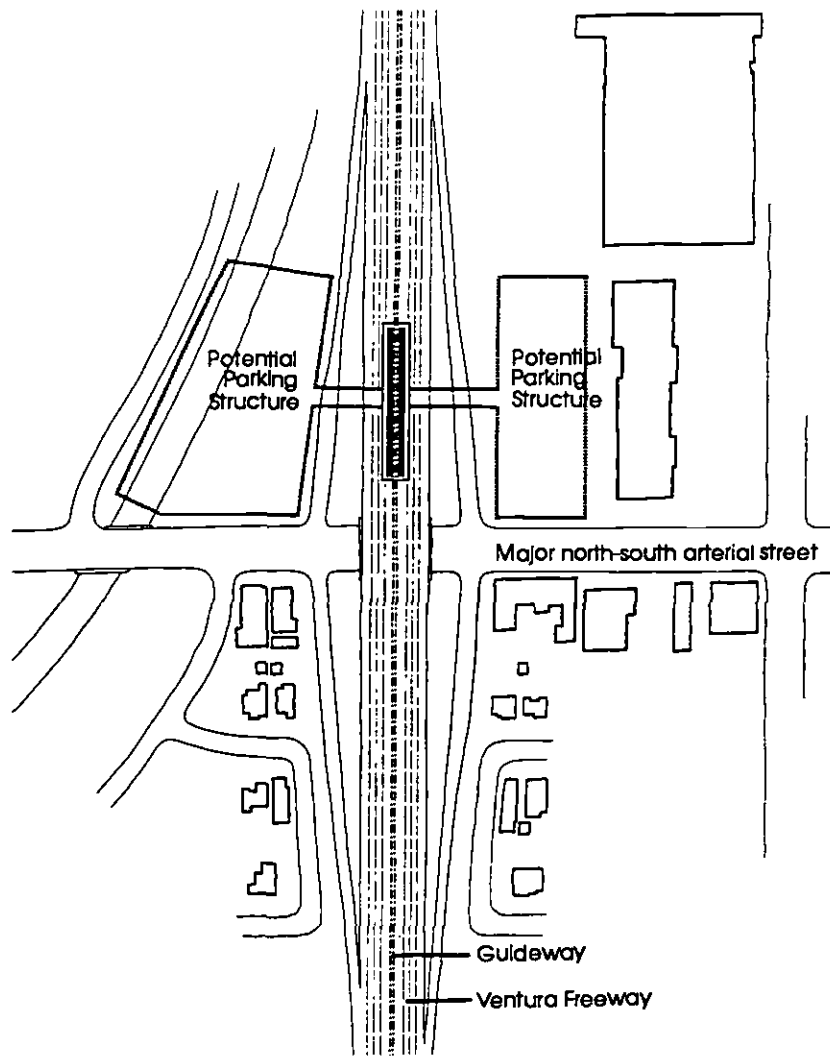 Potential
Parking
Structure
Potential
Parking
Structure
Major north-south arterial street
Guideway
Ventura Freeway